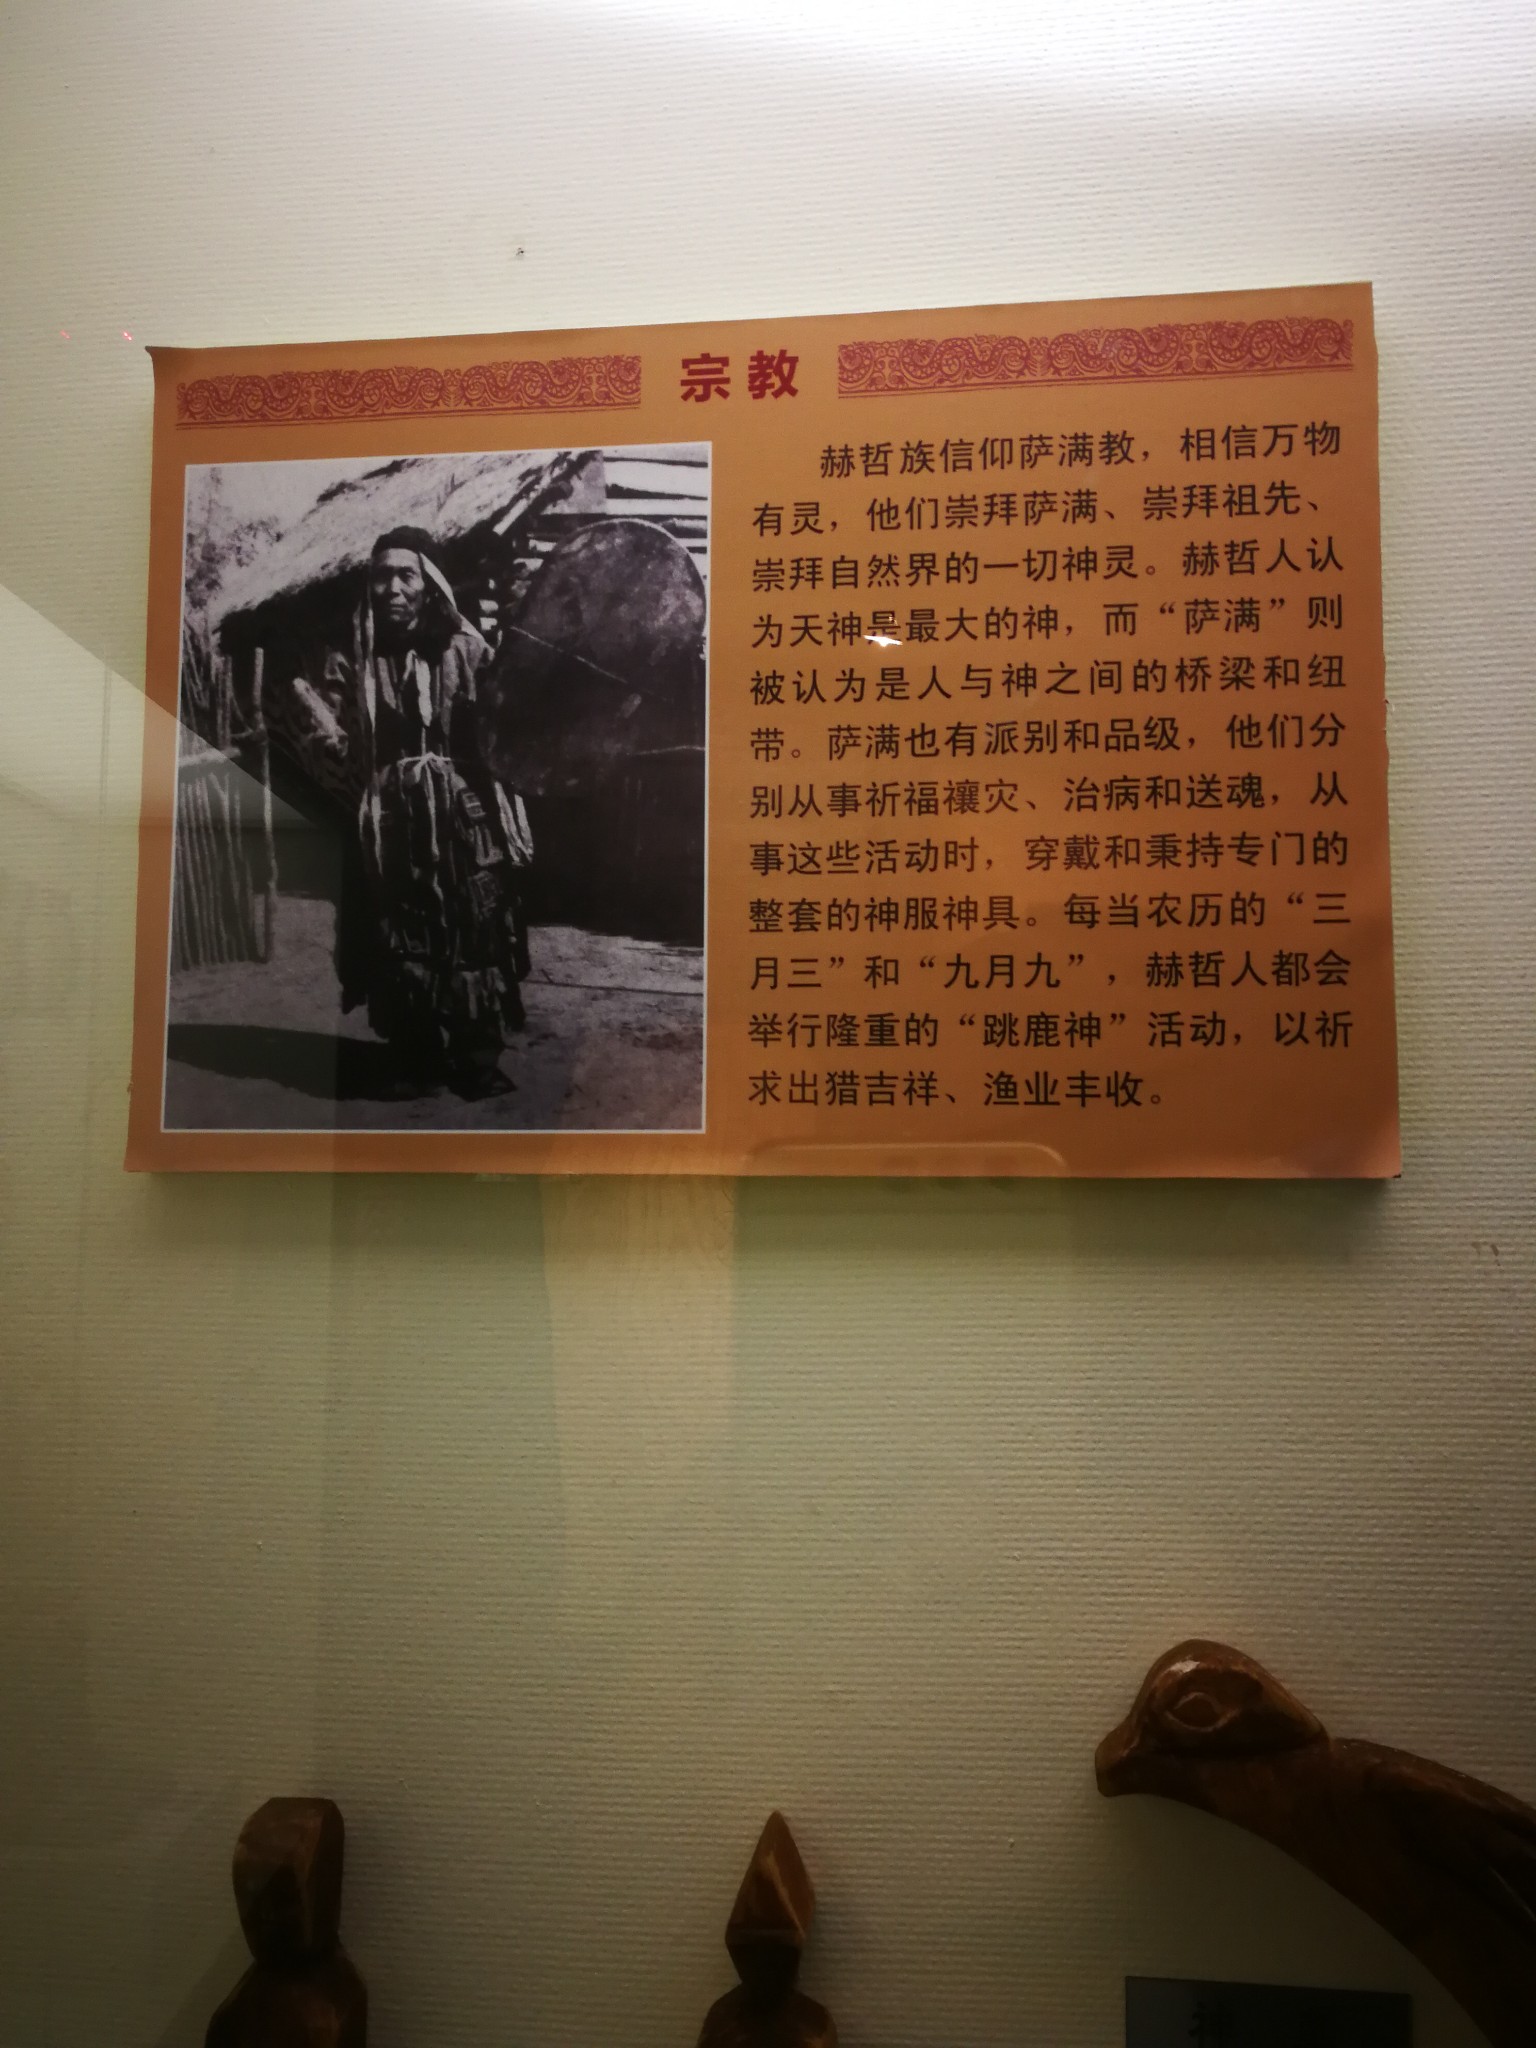 宗教
赫哲族信仰萨满教，相信万物
有灵，他们崇拜萨满、崇拜祖先、
崇拜自然界的一切神灵。赫哲人认
为天神是最大的神，而“萨满”则
被认为是人与神之间的桥梁和纽
带。萨满也有派别和品级，他们分
别从事祈福禳灾、治病和送魂，从
事这些活动时，穿戴和秉持专门的
整套的神服神具。每当农历的“三
月三”和“九月九”，赫哲人都会
举行隆重的“跳鹿神”活动，以祈
求出猎吉祥、渔业丰收。
神